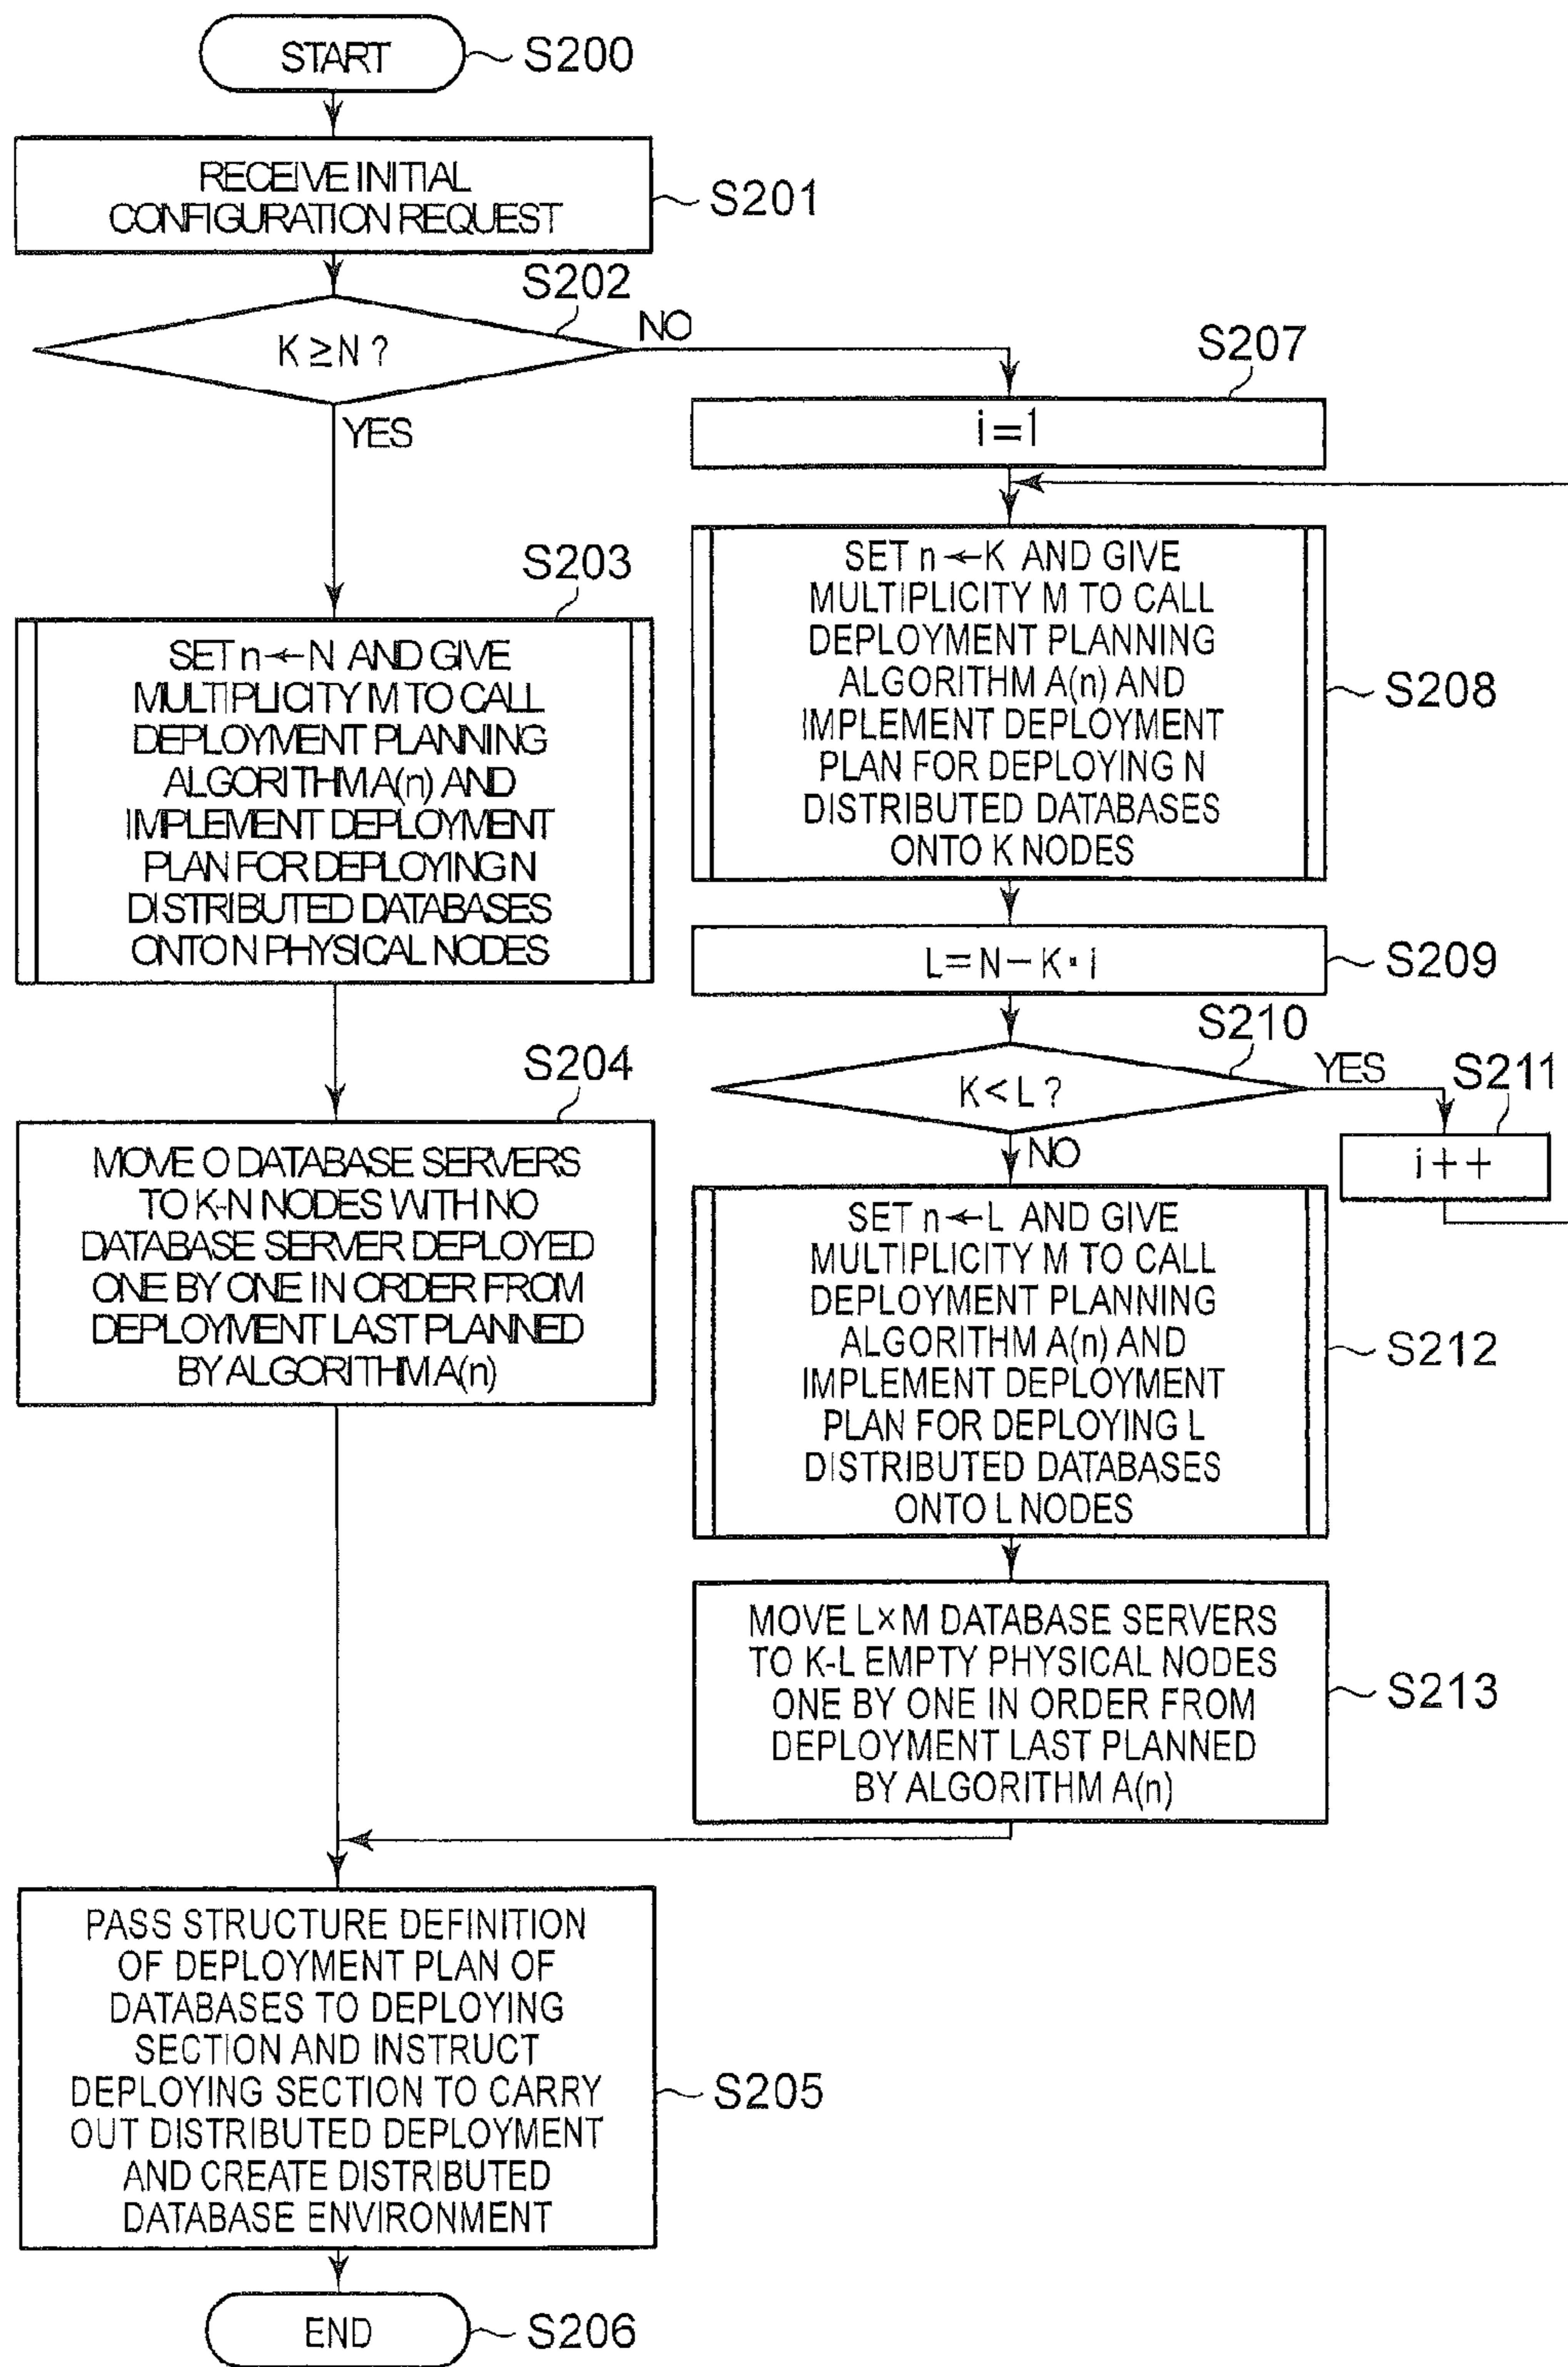 START
S200
RECEIVE INITIAL
CONFIGURATION REQUEST
S201
S202
K ≥ N ?
NO
YES
S203
SET n ← N AND GIVE
MULTIPLICITY M TO CALL
DEPLOYMENT PLANNING
ALGORITHM A(n) AND
IMPLEMENT DEPLOYMENT
PLAN FOR DEPLOYING N
DISTRIBUTED DATABASES
ONTO N PHYSICAL NODES
S204
MOVE O DATABASE SERVERS
TO K-N NODES WITH NO
DATABASE SERVER DEPLOYED
ONE BY ONE IN ORDER FROM
DEPLOYMENT LAST PLANNED
BY ALGORITHM A(n)
S207
i = 1
SET n ← K AND GIVE
MULTIPLICITY M TO CALL
DEPLOYMENT PLANNING
ALGORITHM A(n) AND
IMPLEMENT DEPLOYMENT
PLAN FOR DEPLOYING N
DISTRIBUTED DATABASES
ONTO K NODES
S208
L = N − K · i
S209
S210
K < L ?
YES
S211
i + +
NO
SET n ← L AND GIVE
MULTIPLICITY M TO CALL
DEPLOYMENT PLANNING
ALGORITHM A(n) AND
IMPLEMENT DEPLOYMENT
PLAN FOR DEPLOYING L
DISTRIBUTED DATABASES
ONTO L NODES
S212
MOVE L × M DATABASE SERVERS
TO K-L EMPTY PHYSICAL NODES
ONE BY ONE IN ORDER FROM
DEPLOYMENT LAST PLANNED
BY ALGORITHM A(n)
S213
PASS STRUCTURE DEFINITION
OF DEPLOYMENT PLAN OF
DATABASES TO DEPLOYING
SECTION AND INSTRUCT
DEPLOYING SECTION TO CARRY
OUT DISTRIBUTED DEPLOYMENT
AND CREATE DISTRIBUTED
DATABASE ENVIRONMENT
S205
END
S206